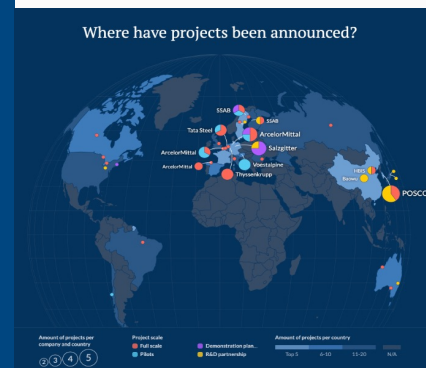 Where have projects been announced?
SSAB
SSAB
Tata Steel
ArcelorMittal
ArcelorMittal
Salzgitter
ArcelorMittal
Voestalpine
Thyssenkrupp
HBIS
Baowu
POSCO
Amount of projects per
company and country
2 3 4 5
Project scale
Full scale
Pilots
Demonstration plan...
R&D partnership
Amount of projects per country
Top 5 6-10 11-20 N/A